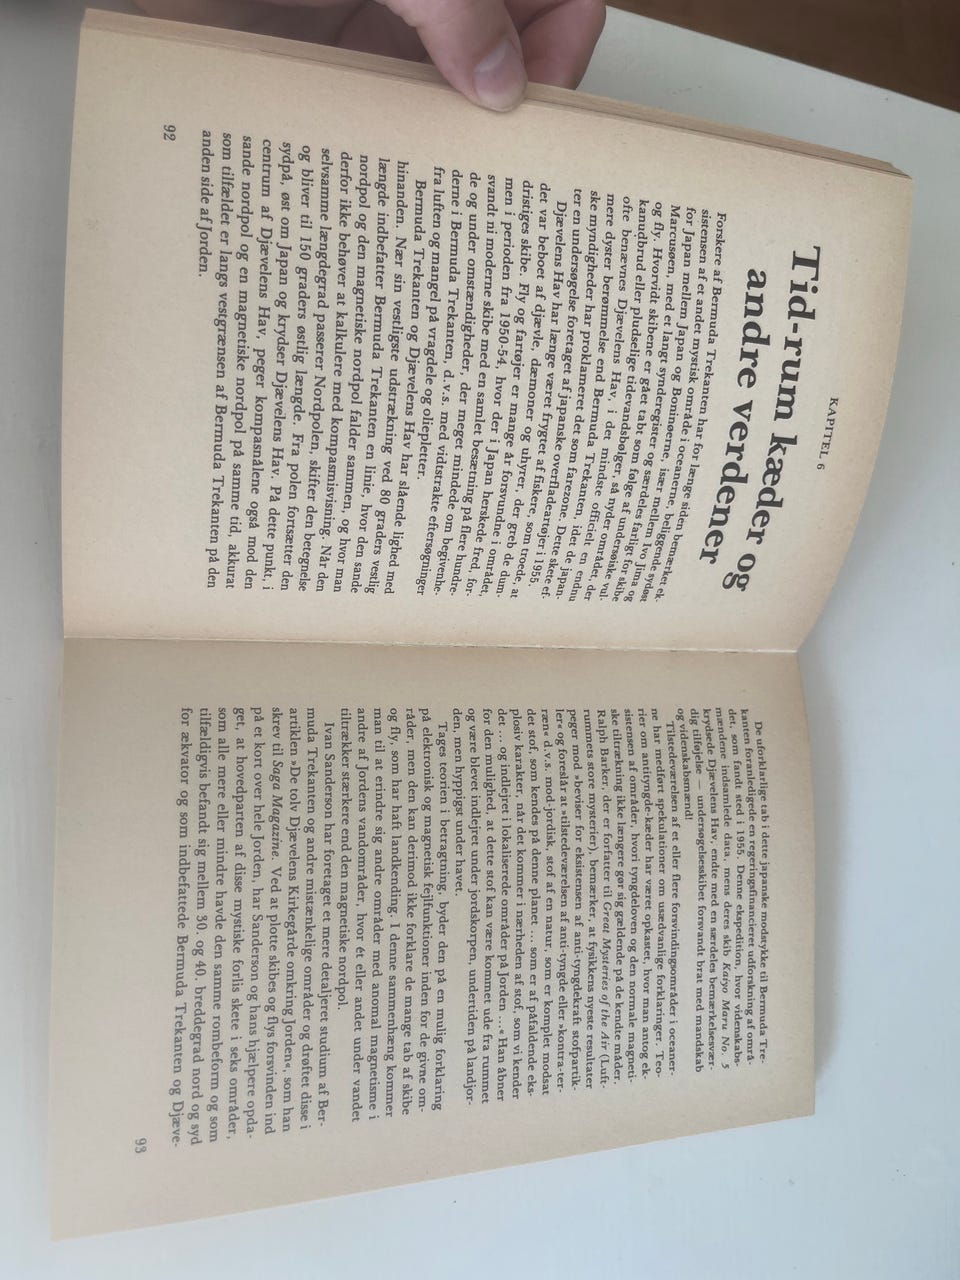 KAPITEL 6
Tid-rum kæder og
andre verdener
Forskere af Bermuda Trekanten har for længe siden bemærket ek-
sistensen af et andet mystisk område i oceanerne, beliggende sydøst
for Japan mellem Japan og Boninøerne, især mellem Ivo Jima og
Marcusøen, med et langt synderegister og særdeles farligt for skibe
og fly. Hvorvidt skibene er gået tabt som følge af undersøiske vul-
kanudbrud eller pludselige tidevandsbølger, så nyder området, der
ofte benævnes Djævelens Hav, i det mindste officielt en endnu
mere dyster berømmelse end Bermuda Trekanten, idet de japan-
ske myndigheder har proklameret det som farezone. Dette skete ef-
ter en undersøgelse foretaget af japanske overfladeartøjer i 1955.
Djævelens Hav har længe været frygtet af fiskere, som troede, at
det var beboet af djævle, dæmoner og uhyrer, der greb de dum-
dristiges skibe. Fly og fartøjer er mange år forsvundne i området,
men i perioden fra 1950-54, hvor der i Japan herskede fred, for-
svandt ni moderne skibe med en samlet besætning på flere hundre-
de og under omstændigheder, der meget mindede om begivenhe-
derne i Bermuda Trekanten, d.v.s. med vidtstrakte eftersøgninger
fra luften og mangel på vragdele og oliepletter.
Bermuda Trekanten og Djævelens Hav har slående lighed med
hinanden. Nær sin vestligste udstrækning ved 80 graders vestlig
længde indbefatter Bermuda Trekanten en linie, hvor den sande
nordpol og den magnetiske nordpol falder sammen, og hvor man
derfor ikke behøver at kalkulere med kompasmisvisning. Når den
selvsamme længdegrad passerer Nordpolen, skifter den betegnelse
og bliver til 150 graders østlig længde. Fra polen fortsætter den
sydpå, øst om Japan og krydser Djævelens Hav. På dette punkt, i
centrum af Djævelens Hav, peger kompasnålene også mod den
sande nordpol og en magnetiske nordpol på samme tid, akkurat
som tilfældet er langs vestgrænsen af Bermuda Trekanten på den
anden side af Jorden.
92
De uforklarlige tab i dette japanske modstykke til Bermuda Tre-
kanten foranledigede en regeringsfinancieret udforskning af områ-
det, som fandt sted i 1955. Denne ekspedition, hvor videnskabs-
mændene indsamlede data, mens deres skib Kaiyo Maru No. 5
krydsede Djævelens Hav, endte med en særdeles bemærkelsesvær-
dig tilføjelse — undersøgelsesskibet forsvandt brat med mandskab
og videnskabsmænd!
Tilstedeværelsen af et eller flere forsvindingsområder i oceaner-
ne har medført spekulationer om usædvanlige forklaringer. Teo-
rier om antityngde-kæder har været opkastet, hvor man antog ek-
sistensen af områder, hvori tyngdeloven og den normale magneti-
ske tiltrækning ikke længere gør sig gældende på de kendte måder.
Ralph Barker, der er forfatter til Great Mysteries of the Air (Luft-
rummets store mysterier), bemærker, at fysikkens nyeste resultater
peger mod »beviser for eksistensen af anti-tyngdekraft stofpartik-
ler« og foreslår at »tilstedeværelsen af anti-tyngde eller »kontra-ter-
ræn« d.v.s. mod-jordisk, stof af en natur, som er komplet modsat
det stof, som kendes på denne planet ... som er af påfaldende eks-
plosiv karakter, når det kommer i nærheden af stof, som vi kender
det ... og indlejret i lokaliserede områder på Jorden ...« Han åbner
for den mulighed, at dette stof kan være kommet ude fra rummet
og være blevet indlejret under jordskorpen, undertiden på landjor-
den, men hyppigst under havet.
Tages teorien i betragtning, byder den på en mulig forklaring
på elektronisk og magnetisk fejlfunktioner inden for de givne om-
råder, men den kan derimod ikke forklare de mange tab af skibe
og fly, som har haft landkending. I denne sammenhæng kommer
man til at erindre sig andre områder med anomal magnetisme i
andre af Jordens vandområder, hvor ét eller andet under vandet
tiltrækker stærkere end den magnetiske nordpol.
Ivan Sanderson har foretaget et mere detaljeret studium af Ber-
muda Trekanten og andre mistænkelige områder og drøftet disse i
artiklen »De tolv Djævelens Kirkegårde omkring Jorden«, som han
skrev til Saga Magazine. Ved at plotte skibes og flys forsvinden ind
på et kort over hele Jorden, har Sanderson og hans hjælpere opda-
get, at hovedparten af disse mystiske forlis skete i seks områder,
som alle mere eller mindre havde den samme rombeform og som
tilfældigvis befandt sig mellem 30. og 40. breddegrad nord og syd
for ækvator og som indbefattede Bermuda Trekanten og Djæve-
93